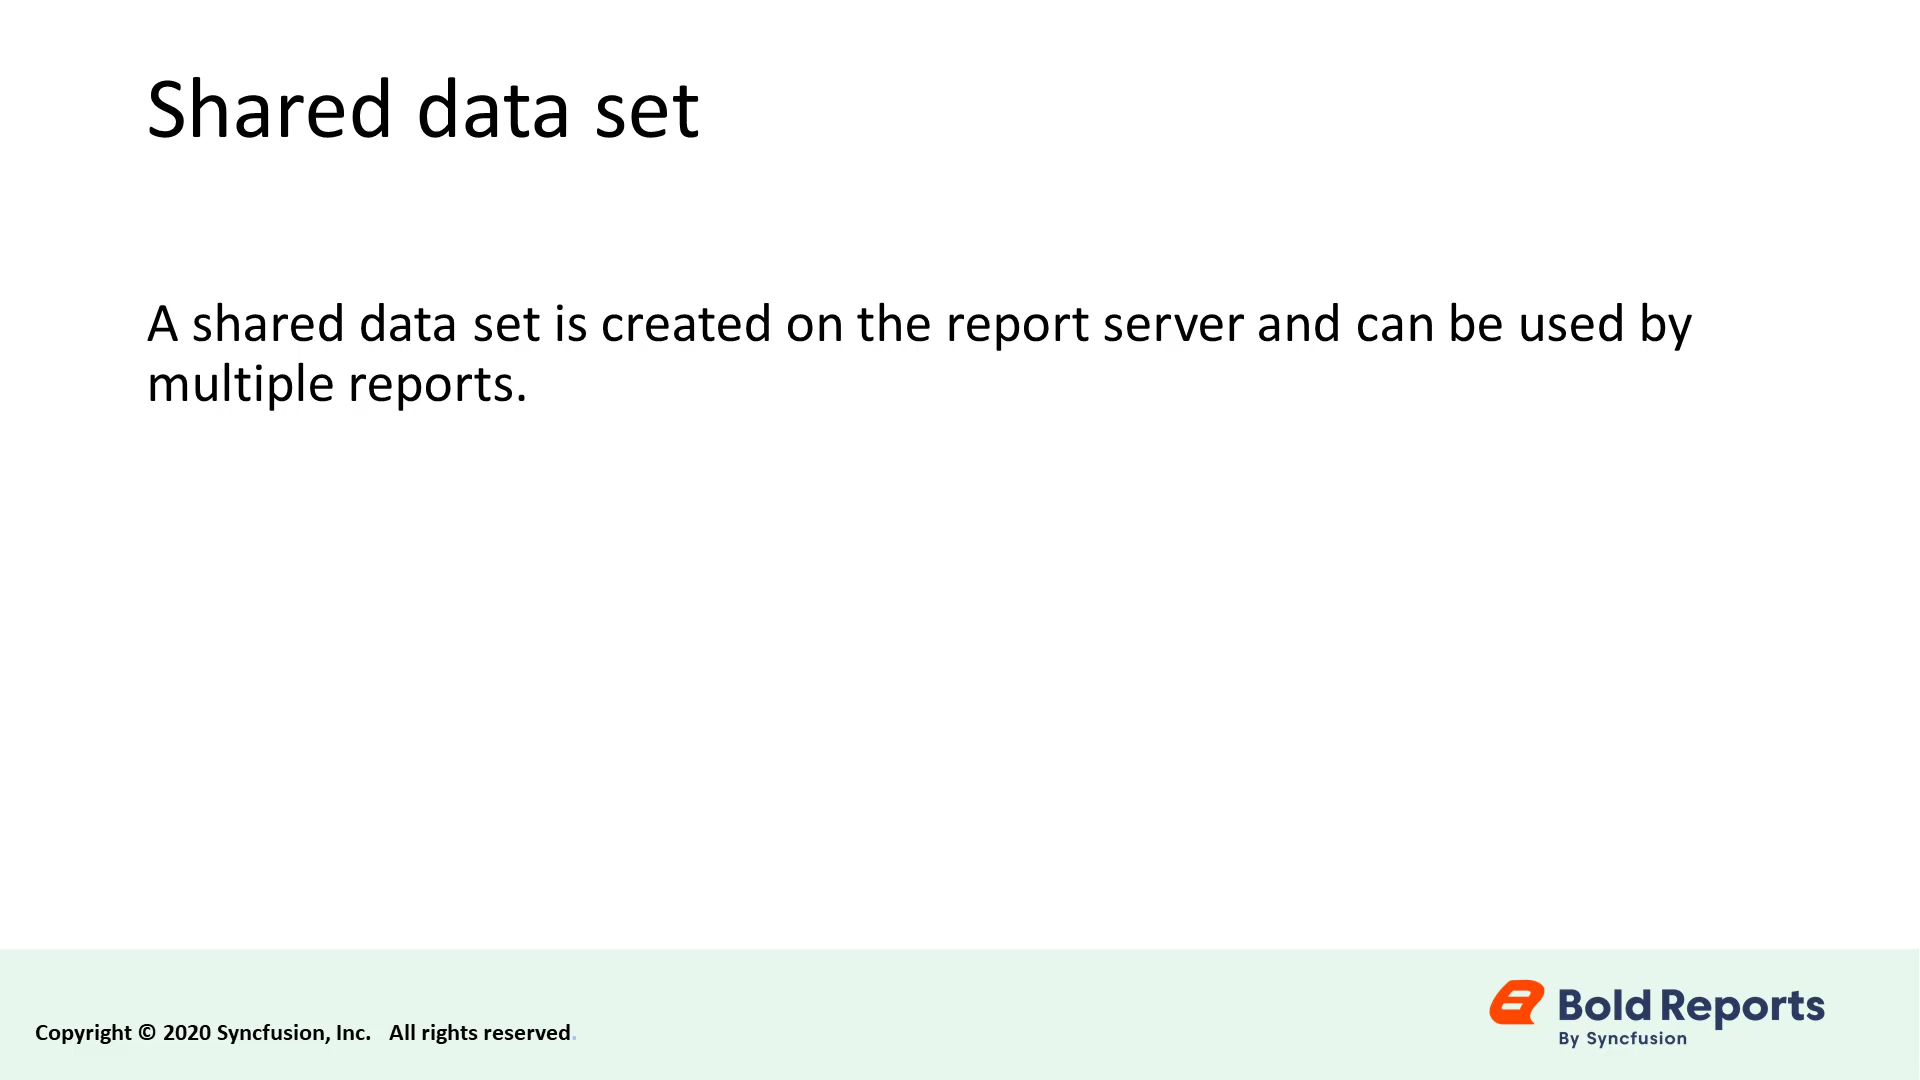 Shared data set
A shared data set is created on the report server and can be used by
multiple reports.
Copyright © 2020 Syncfusion, Inc. All rights reserved.
Bold Reports
By Syncfusion